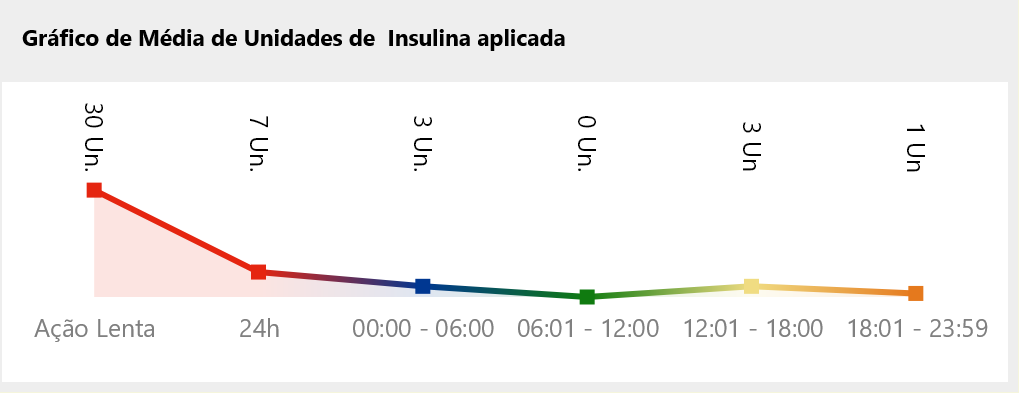 Gráfico de Média de Unidades de  Insulina aplicada
30 Un.
7 Un.
3 Un.
0 Un.
3 Un
1 Un
Ação Lenta
24h
00:00 - 06:00
06:01 - 12:00
12:01 - 18:00
18:01 - 23:59